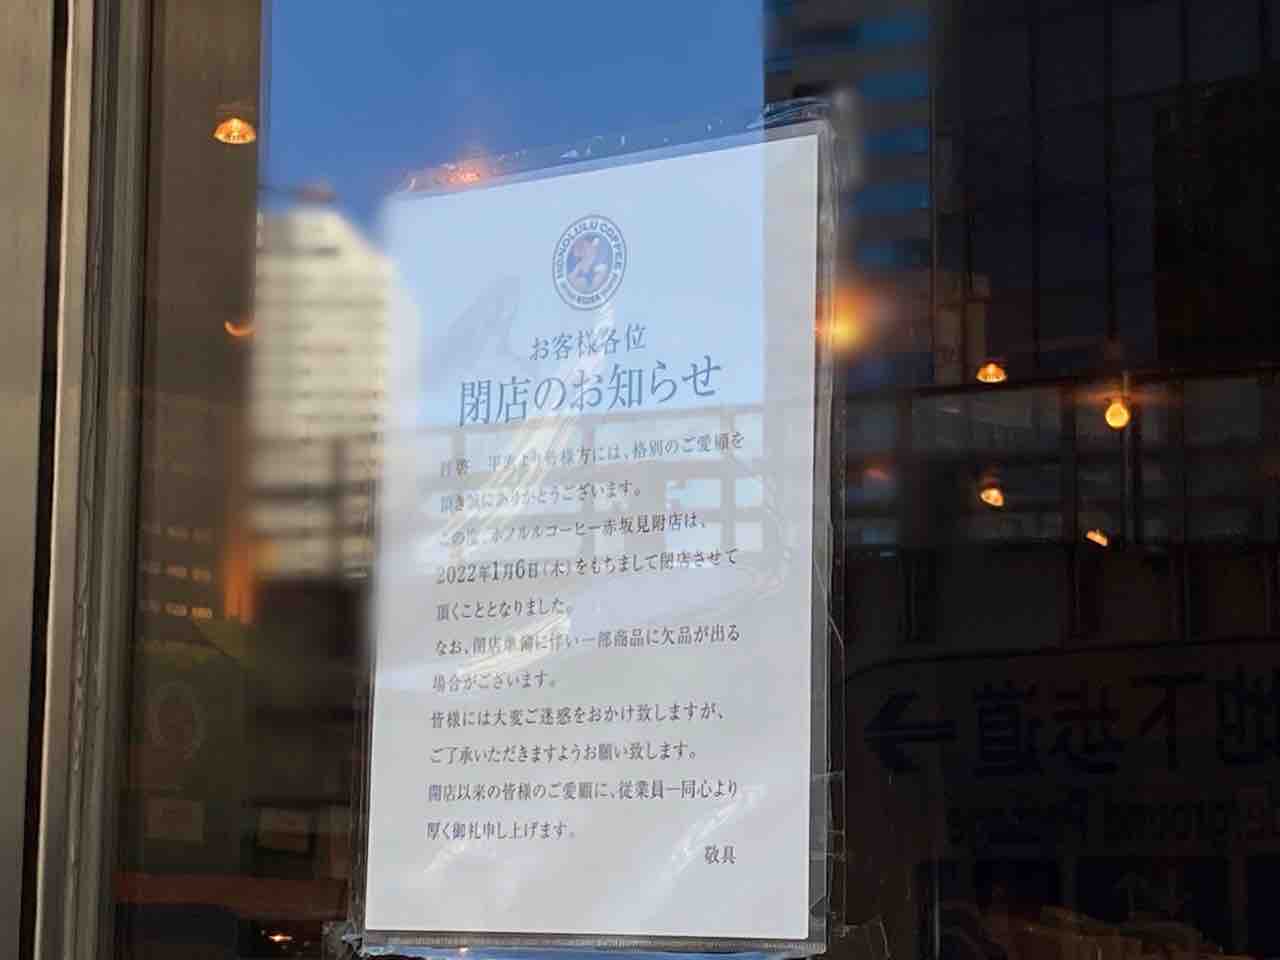 HONOLULU COFFEE
お客様各位
閉店のお知らせ
拝啓 平素より皆様方には、格別のご愛顧を
頂き誠にありがとうございます。
この度、ホノルルコーヒー赤坂見附店は、
2022年1月6日(木)をもちまして閉店させて
頂くこととなりました。
なお、閉店準備に伴い一部商品に欠品が出る
場合がございます。
皆様には大変ご迷惑をおかけ致しますが、
ご了承いただきますようお願い致します。
開店以来の皆様のご愛顧に、従業員一同心より
厚く御礼申し上げます。
敬具